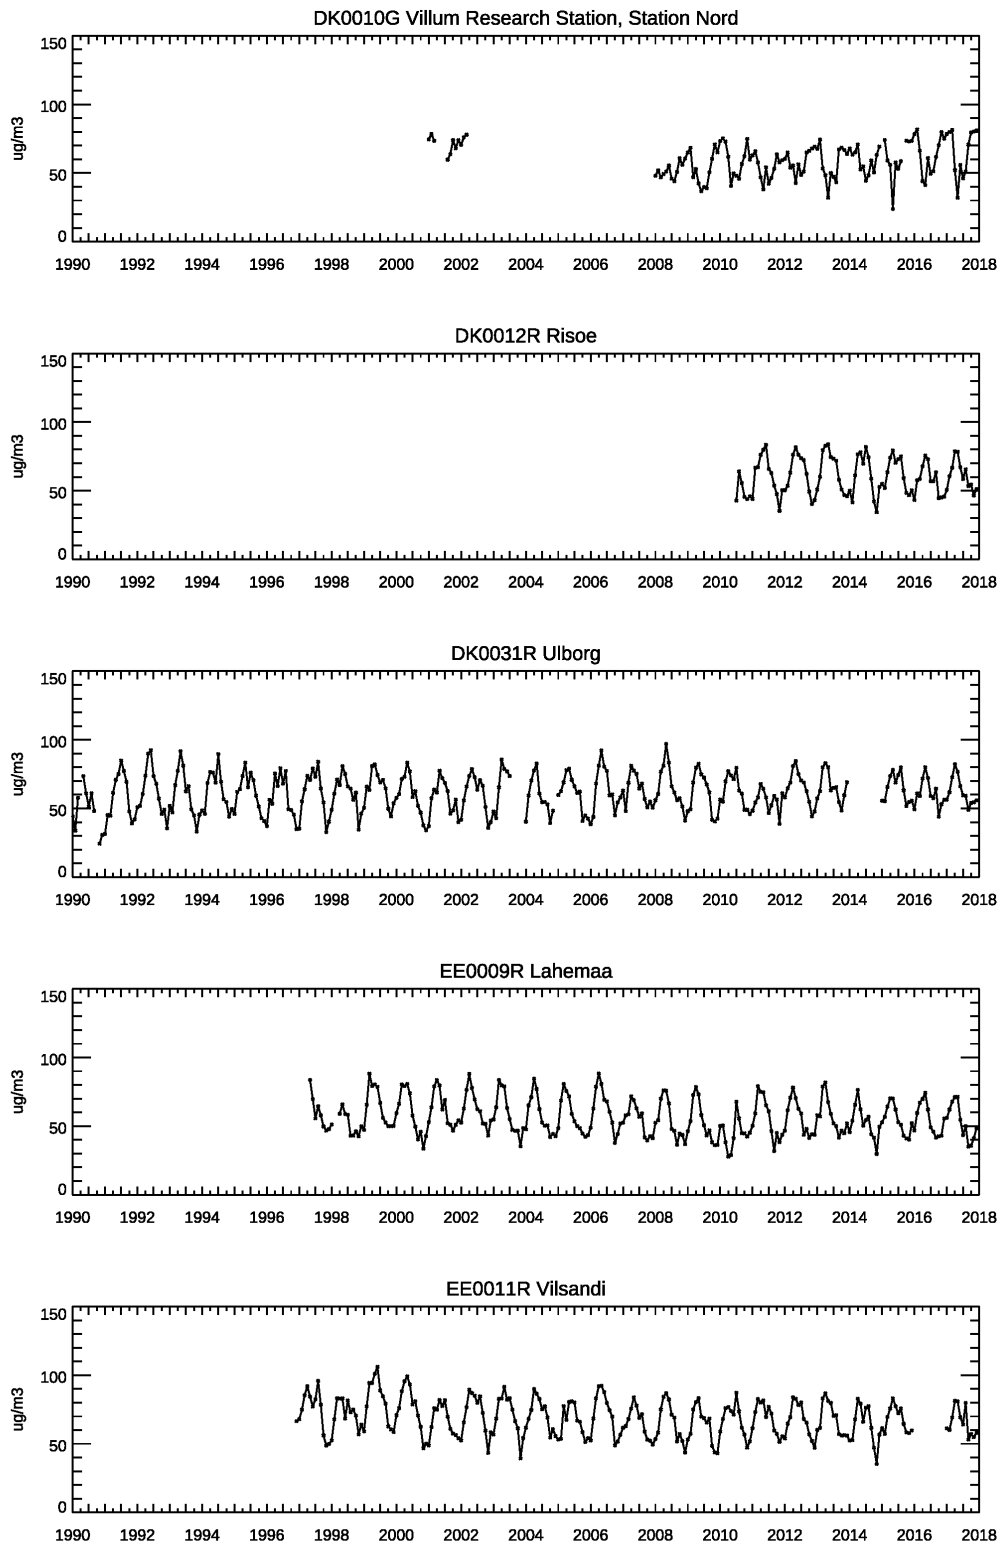 DK0010G Villum Research Station, Station Nord
150
100
50
0
ug/m3
1990 1992 1994 1996 1998 2000 2002 2004 2006 2008 2010 2012 2014 2016 2018
DK0012R Risoe
150
100
50
0
ug/m3
1990 1992 1994 1996 1998 2000 2002 2004 2006 2008 2010 2012 2014 2016 2018
DK0031R Ulborg
150
100
50
0
ug/m3
1990 1992 1994 1996 1998 2000 2002 2004 2006 2008 2010 2012 2014 2016 2018
EE0009R Lahemaa
150
100
50
0
ug/m3
1990 1992 1994 1996 1998 2000 2002 2004 2006 2008 2010 2012 2014 2016 2018
EE0011R Vilsandi
150
100
50
0
ug/m3
1990 1992 1994 1996 1998 2000 2002 2004 2006 2008 2010 2012 2014 2016 2018